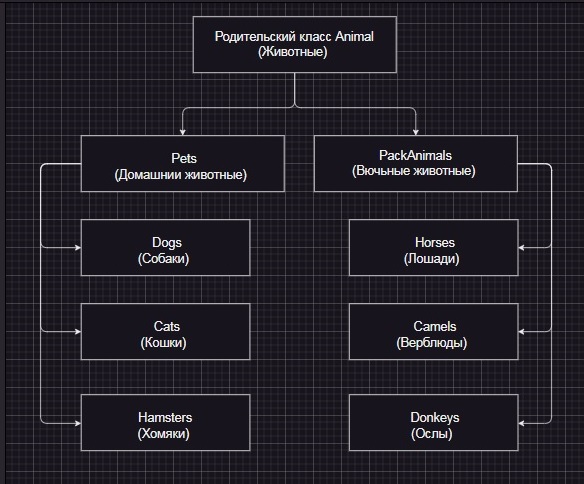 Родительский класс Animal
(Животные)
Pets
(Домашнии животные)
PackAnimals
(Вючьные животные)
Dogs
(Собаки)
Horses
(Лошади)
Cats
(Кошки)
Camels
(Верблюды)
Hamsters
(Хомяки)
Donkeys
(Ослы)